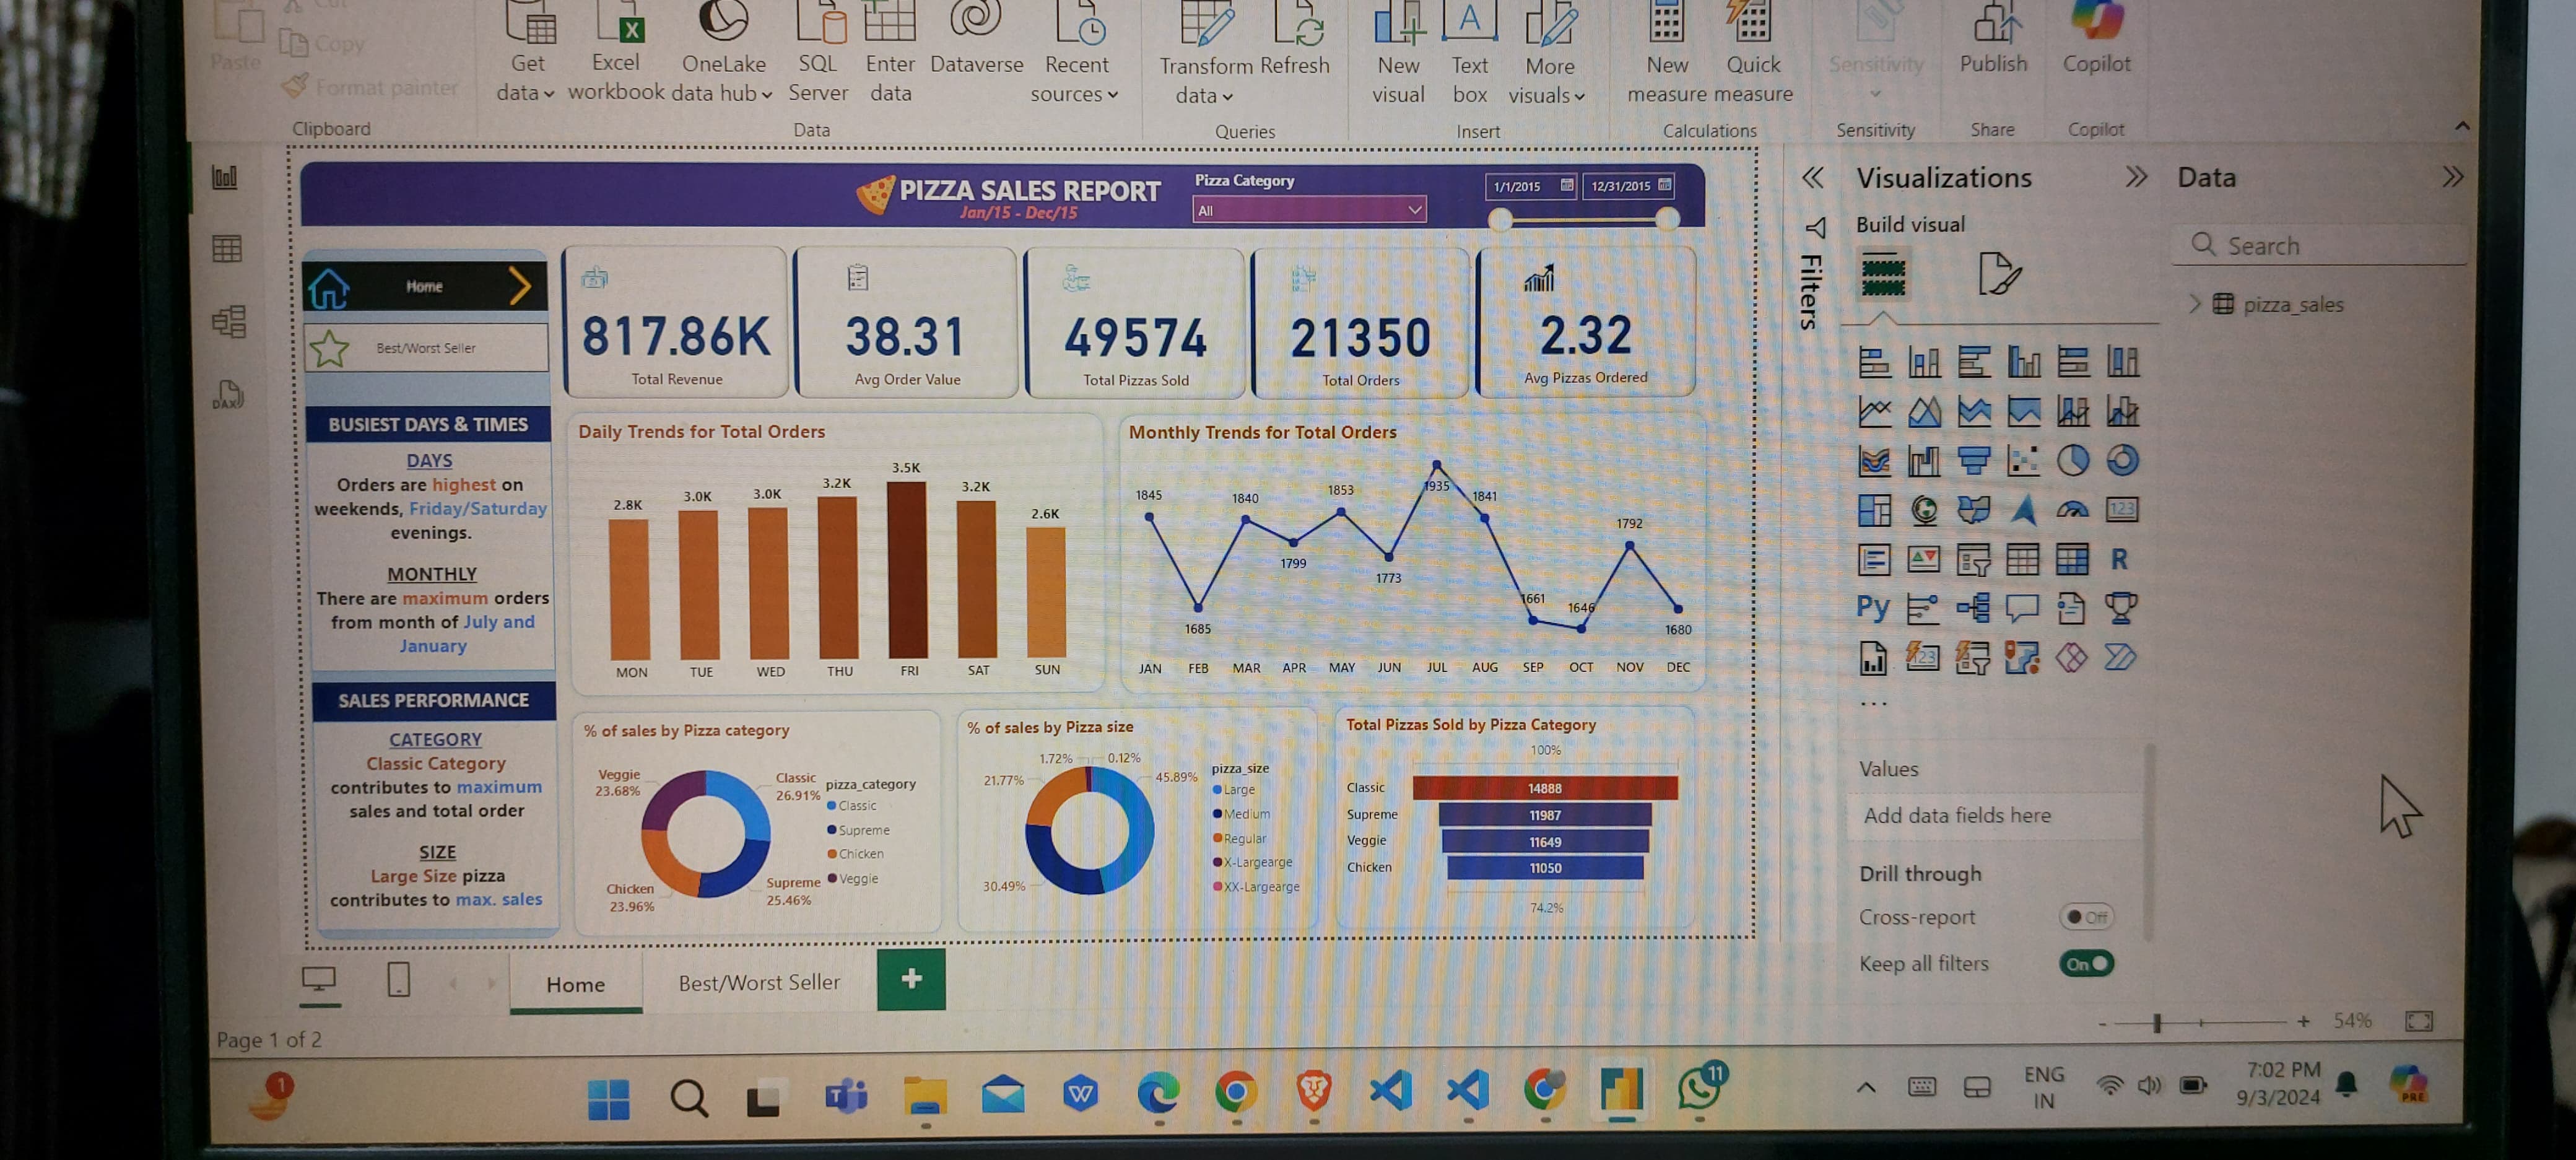 Paste
Cut
Copy
Format painter
Clipboard
Get data
Excel workbook
OneLake data hub
SQL Server
Enter data
Dataverse
Recent sources
Data
Transform data
Refresh
Queries
New visual
Text box
More visuals
Insert
New measure
Quick measure
Calculations
Sensitivity
Sensitivity
Publish
Share
Copilot
Copilot
PIZZA SALES REPORT
Jan/15 - Dec/15
Pizza Category
All
1/1/2015
12/31/2015
Home
Best/Worst Seller
817.86K
Total Revenue
38.31
Avg Order Value
49574
Total Pizzas Sold
21350
Total Orders
2.32
Avg Pizzas Ordered
BUSIEST DAYS & TIMES
DAYS
Orders are highest on
weekends, Friday/Saturday
evenings.
MONTHLY
There are maximum orders
from month of July and
January
SALES PERFORMANCE
CATEGORY
Classic Category
contributes to maximum
sales and total order
SIZE
Large Size pizza
contributes to max. sales
Daily Trends for Total Orders
2.8K
3.0K
3.0K
3.2K
3.5K
3.2K
2.6K
MON TUE WED THU FRI SAT SUN
Monthly Trends for Total Orders
1845
1685
1840
1799
1853
1773
1935
1841
1661
1646
1792
1680
JAN FEB MAR APR MAY JUN JUL AUG SEP OCT NOV DEC
% of sales by Pizza category
Veggie
23.68%
Classic
26.91%
Chicken
23.96%
Supreme
25.46%
pizza_category
Classic
Supreme
Chicken
Veggie
% of sales by Pizza size
1.72%
0.12%
21.77%
45.89%
30.49%
pizza_size
Large
Medium
Regular
X-Largearge
XX-Largearge
Total Pizzas Sold by Pizza Category
100%
Classic 14888
Supreme 11987
Veggie 11649
Chicken 11050
74.2%
Filters
Visualizations
Build visual
123
R
Py
123
...
Values
Add data fields here
Drill through
Cross-report
Off
Keep all filters
On
Data
Search
pizza_sales
DAX
Home
Best/Worst Seller
+
Page 1 of 2
- + 54%
1
11
ENG
IN
7:02 PM
9/3/2024
PRE